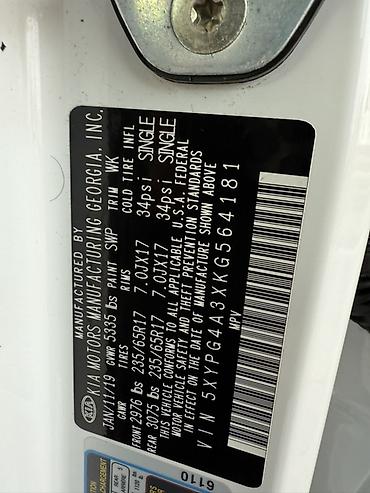 MANUFACTURED BY
KIA MOTORS MANUFACTURING GEORGIA, INC.
JAN/11/19 GVWR 5335 lbs PAINT SWP TRIM WK
GAWR TIRES RIMS COLD TIRE INFL
FRONT 2976 lbs 235/65R17 7.0JX17 34psi SINGLE
REAR 3075 lbs 235/65R17 7.0JX17 34psi SINGLE
THIS VEHICLE CONFORMS TO ALL APPLICABLE U.S.A FEDERAL
MOTOR VEHICLE SAFETY AND THEFT PREVENTION STANDARDS
IN EFFECT ON THE DATE OF MANUFACTURE SHOWN ABOVE
VIN 5XYPG4A3XKG564181
MPV
KIA
6110
REAR 5